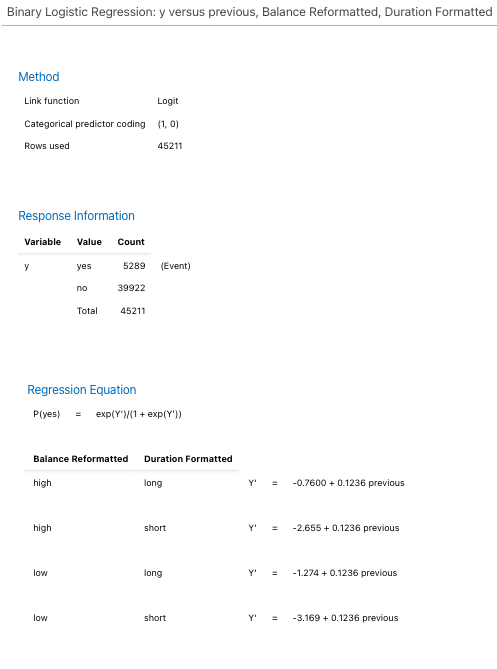 Binary Logistic Regression: y versus previous, Balance Reformatted, Duration Formatted
Method
Link function Logit
Categorical predictor coding (1, 0)
Rows used 45211
Response Information
Variable Value Count
y yes 5289 (Event)
no 39922
Total 45211
Regression Equation
P(yes) = exp(Y')/(1 + exp(Y'))
Balance Reformatted Duration Formatted
high long Y' = -0.7600 + 0.1236 previous
high short Y' = -2.655 + 0.1236 previous
low long Y' = -1.274 + 0.1236 previous
low short Y' = -3.169 + 0.1236 previous